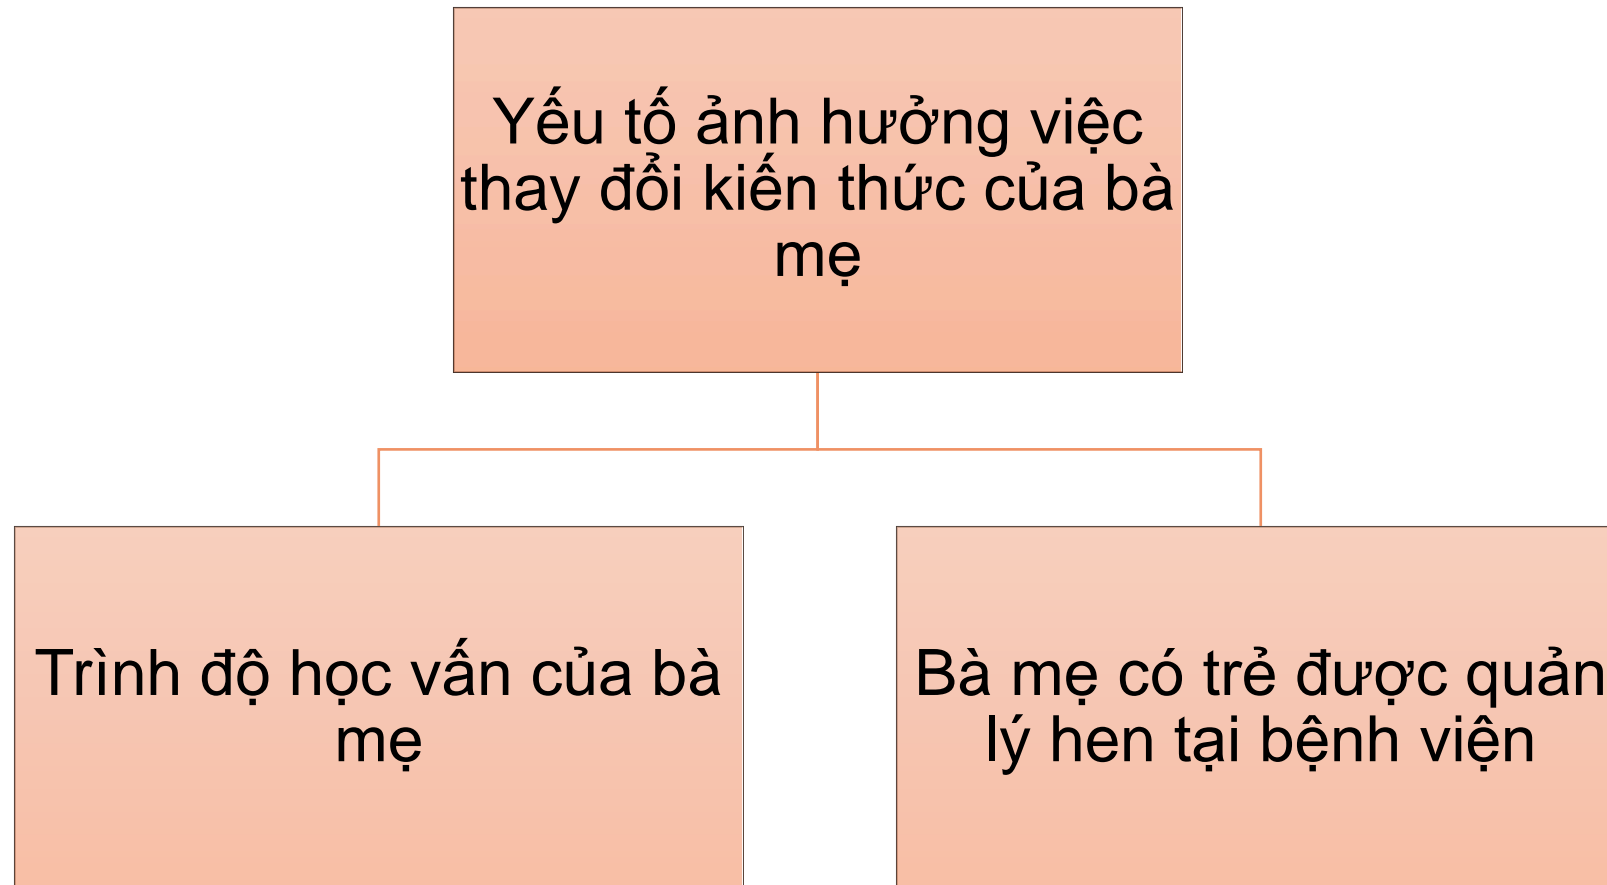 Yếu tố ảnh hưởng việc
thay đổi kiến thức của bà
mẹ
Trình độ học vấn của bà
mẹ
Bà mẹ có trẻ được quản
lý hen tại bệnh viện